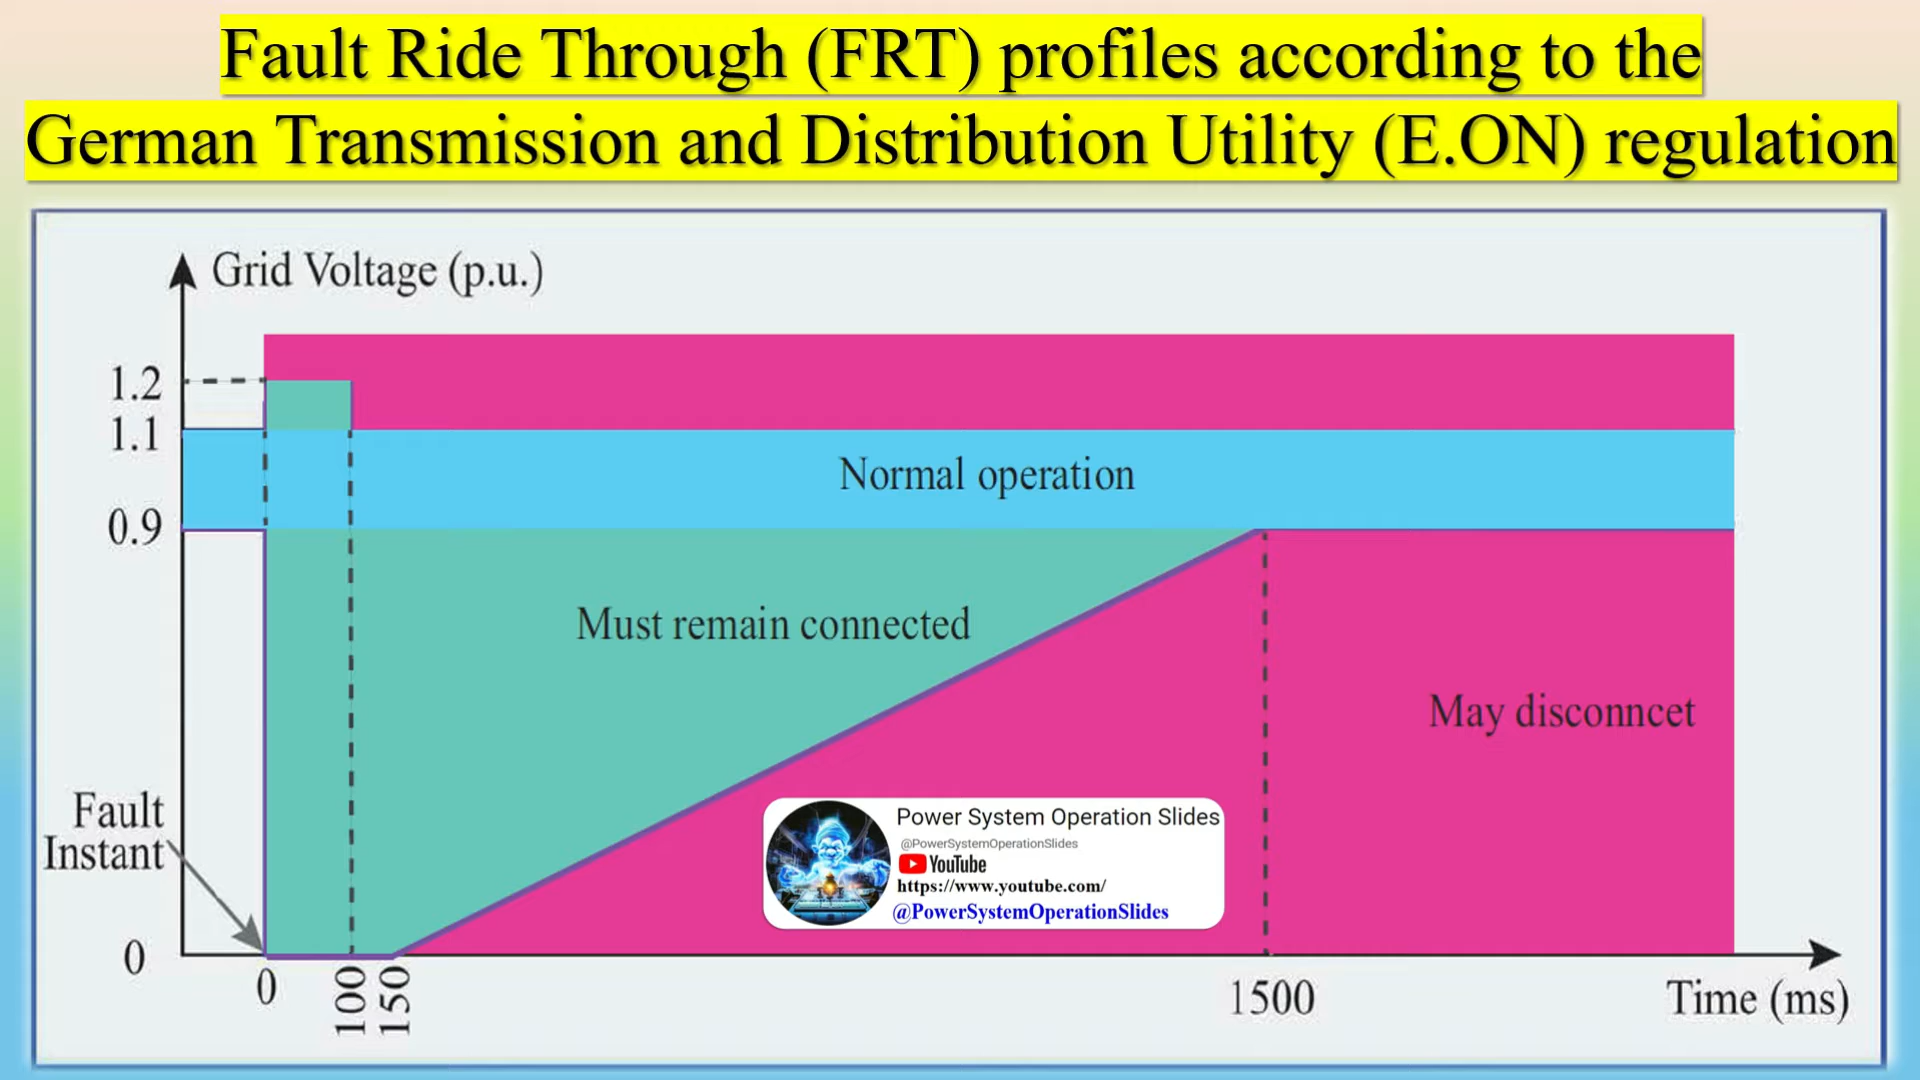 Fault Ride Through (FRT) profiles according to the
German Transmission and Distribution Utility (E.ON) regulation
Grid Voltage (p.u.)
1.2
1.1
Normal operation
0.9
Must remain connected
May disconncet
Fault
Instant
Power System Operation Slides
@PowerSystemOperationSlides
YouTube
https://www.youtube.com/
@PowerSystemOperationSlides
0
0
100
150
1500
Time (ms)